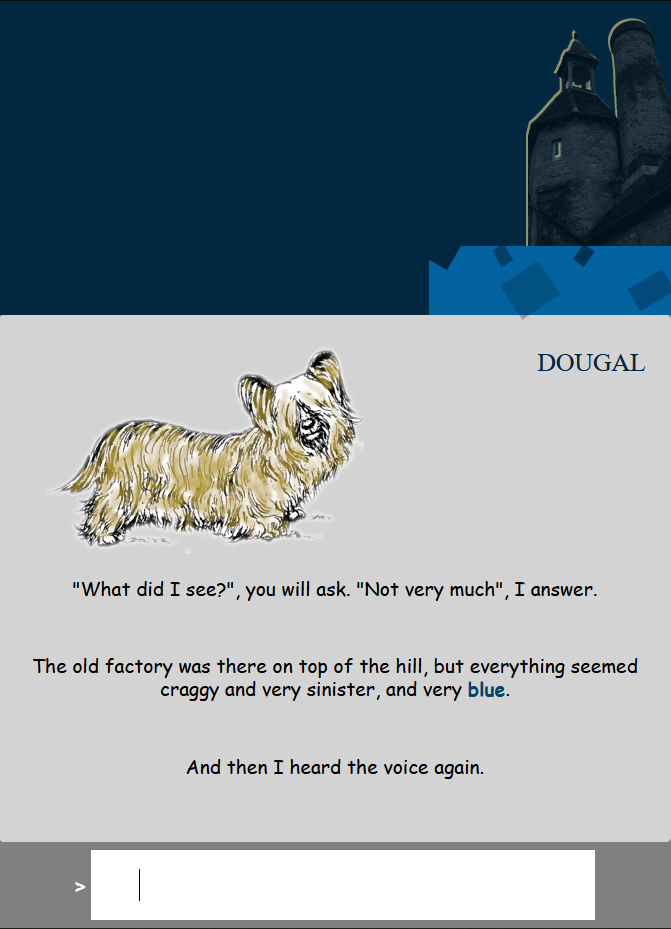 DOUGAL
"What did I see?", you will ask. "Not very much", I answer.
The old factory was there on top of the hill, but everything seemed
craggy and very sinister, and very blue.
And then I heard the voice again.
>